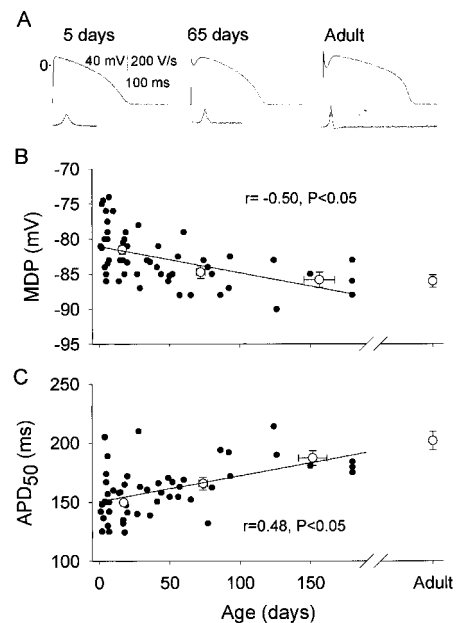 A
5 days
65 days
Adult
0
40 mV
200 V/s
100 ms
B
-70
-75
-80
-85
-90
-95
MDP (mV)
r= -0.50, P<0.05
C
250
200
150
100
APD50 (ms)
r=0.48, P<0.05
0
50
100
150
Adult
Age (days)